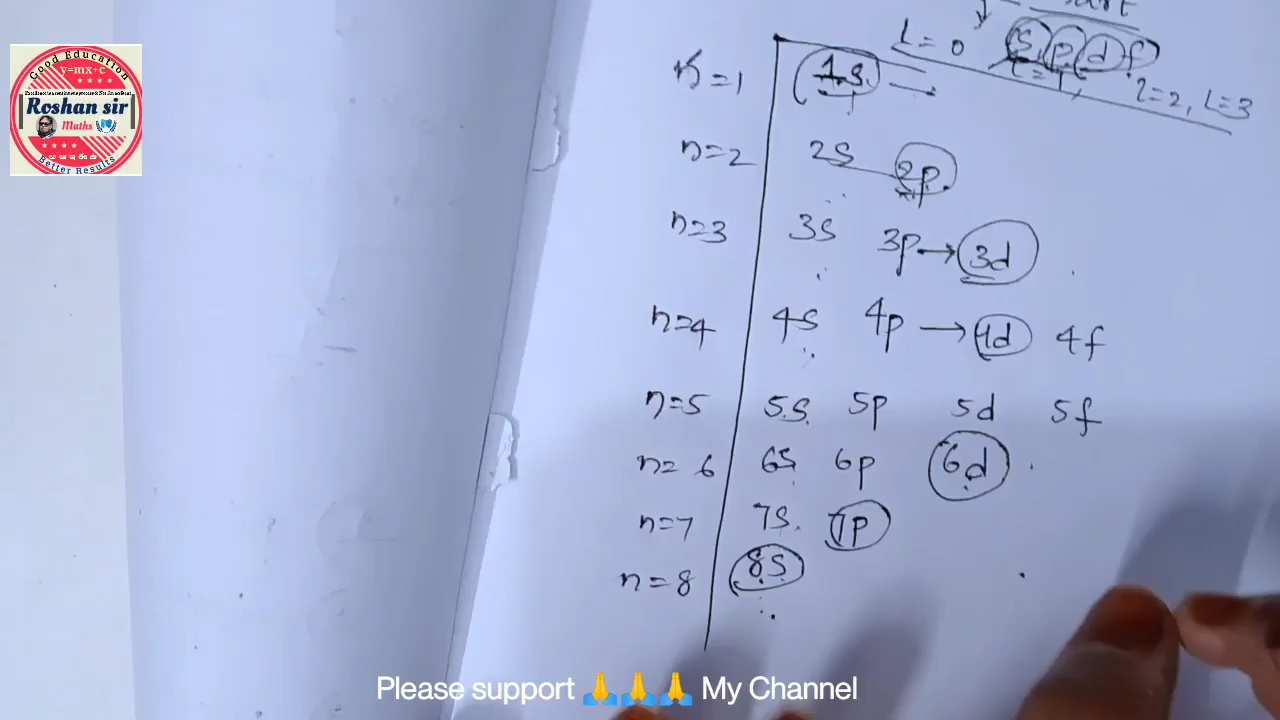 Good Education
y=mx+c
Roshan sir
Maths
Better Results
L=0 s p d f
l=1, l=2, L=3
n=1 1s
n=2 2s 2p
n=3 3s 3p → 3d
n=4 4s 4p → 4d 4f
n=5 5s 5p 5d 5f
n=6 6s 6p 6d
n=7 7s 7p
n=8 8s
Please support 🙏🙏🙏 My Channel